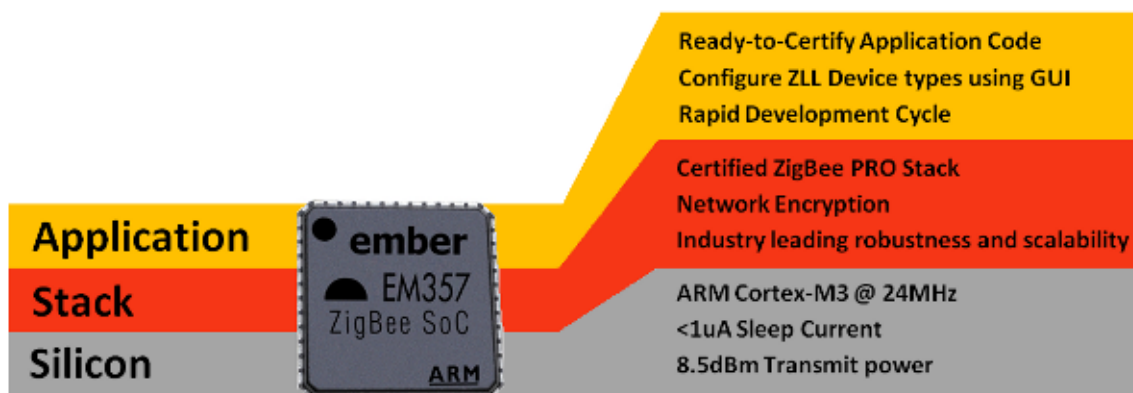 Ready-to-Certify Application Code
Configure ZLL Device types using GUI
Rapid Development Cycle
Certified ZigBee PRO Stack
Network Encryption
Industry leading robustness and scalability
ARM Cortex-M3 @ 24MHz
<1uA Sleep Current
8.5dBm Transmit power
Application
Stack
Silicon
ember
EM357
ZigBee SoC
ARM